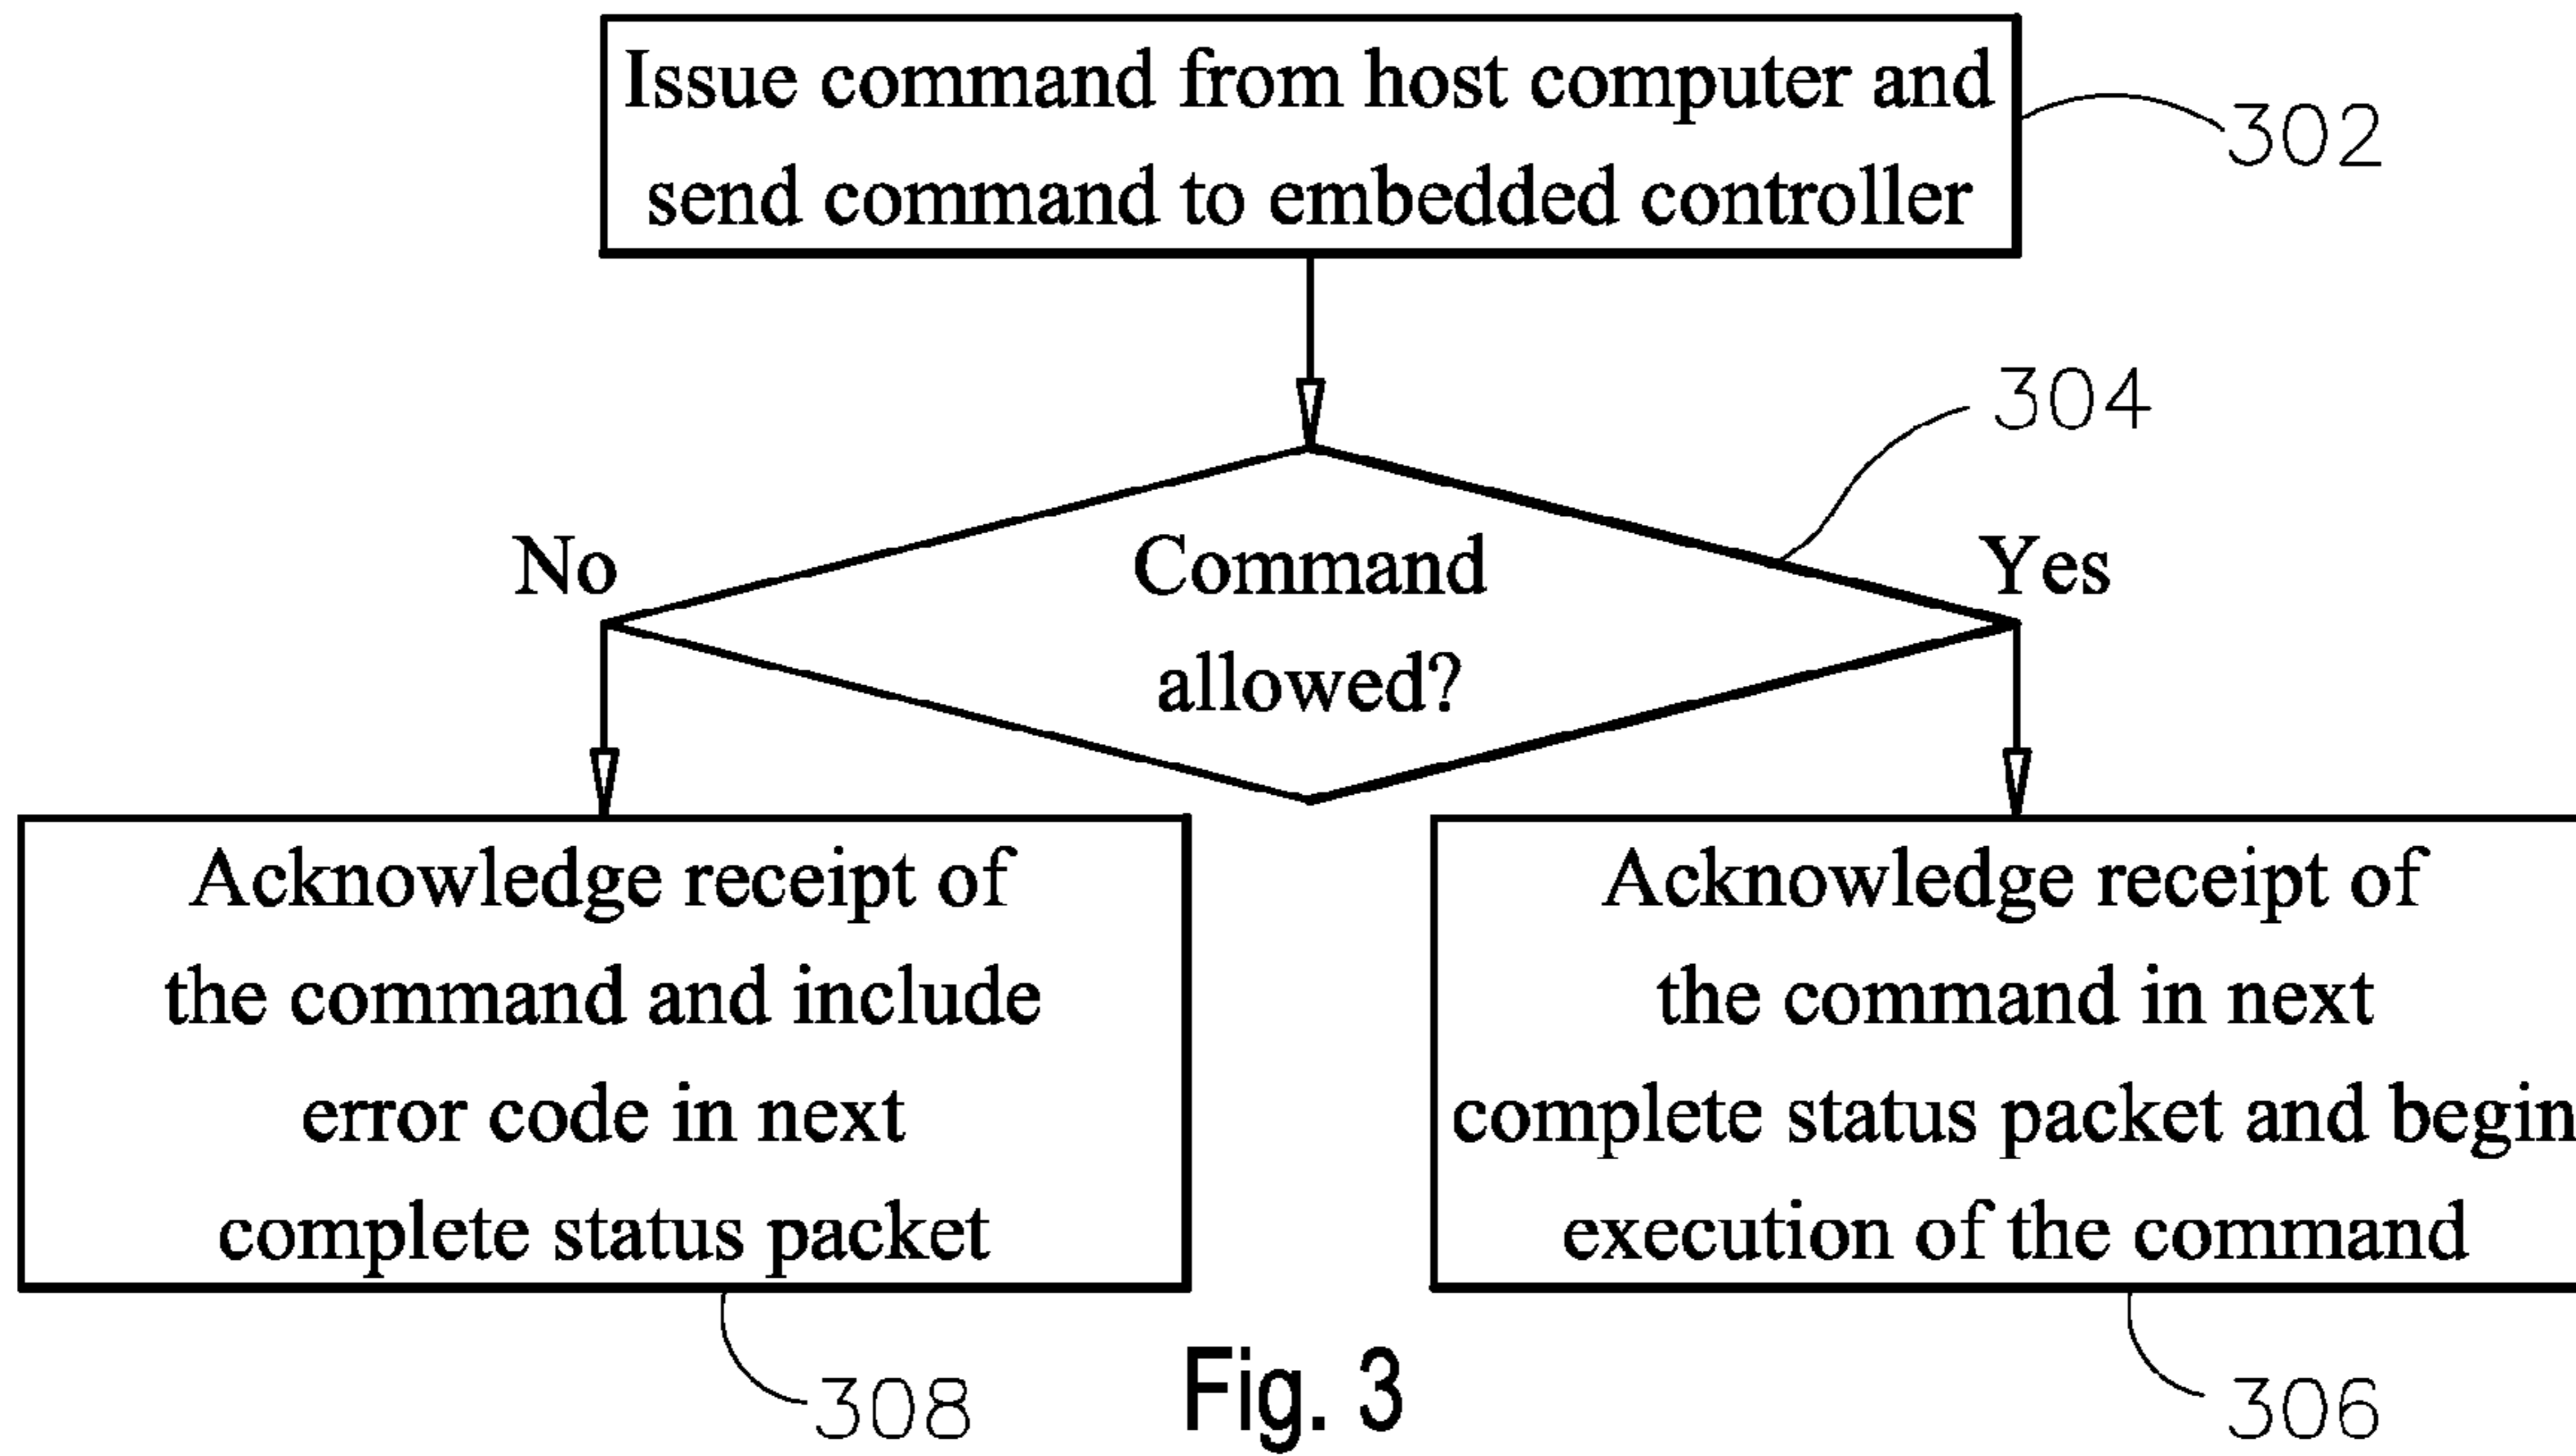 Issue command from host computer and
send command to embedded controller
302
304
No
Command
allowed?
Yes
Acknowledge receipt of
the command and include
error code in next
complete status packet
Acknowledge receipt of
the command in next
complete status packet and begin
execution of the command
308
306
Fig. 3